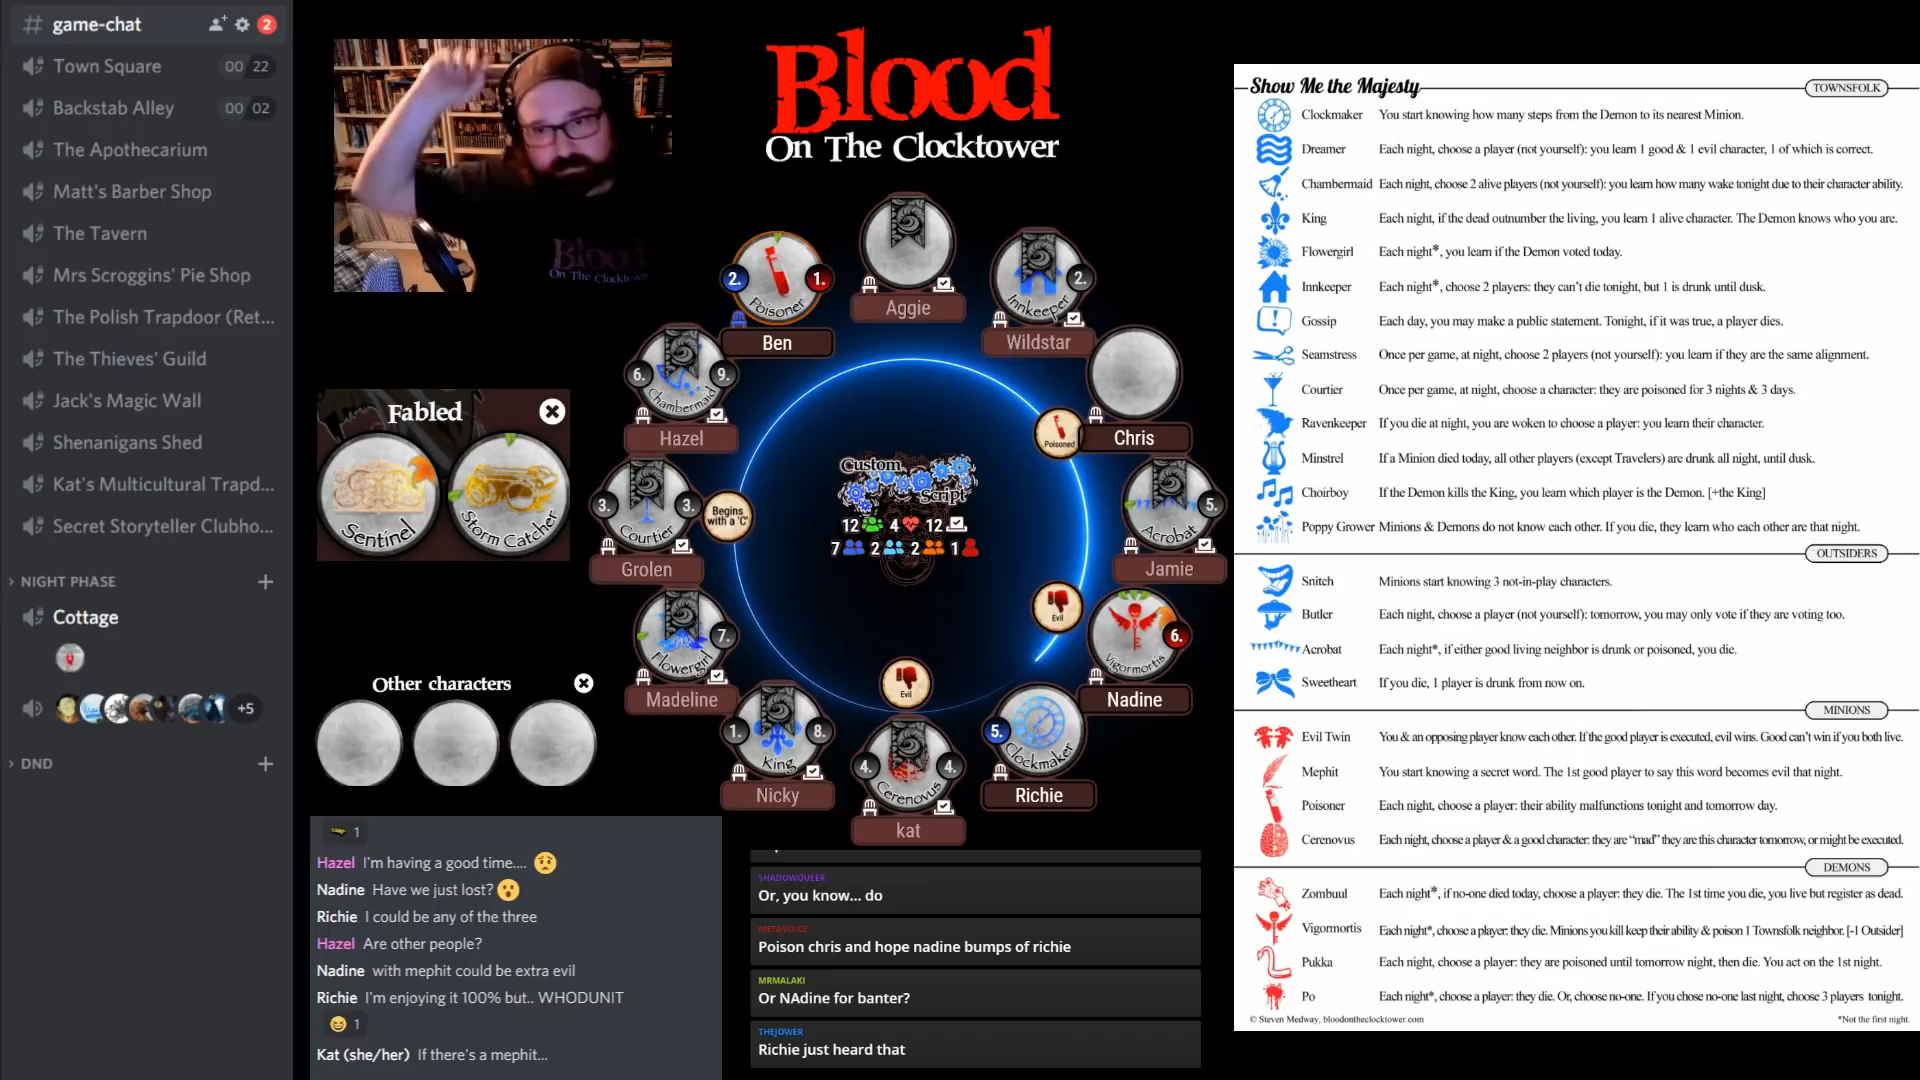 game-chat
2
Town Square
00 22
Backstab Alley
00 02
The Apothecarium
Matt's Barber Shop
The Tavern
Mrs Scroggins' Pie Shop
The Polish Trapdoor (Ret...
The Thieves' Guild
Jack's Magic Wall
Shenanigans Shed
Kat's Multicultural Trapd...
Secret Storyteller Clubho...
NIGHT PHASE
Cottage
+5
DND
Blood
On The Clocktower
Blood
On The Clocktower
Fabled
Sentinel
Storm Catcher
Other characters
Aggie
2.
1.
Poisoner
Ben
Innkeeper
2.
Wildstar
6.
9.
Chambermaid
Hazel
Poisoned
Chris
3.
3.
Courtier
Begins with a 'C'
Grolen
Acrobat
5.
Jamie
Custom Script
12 4 12
7 2 2 1
Flowergirl
7.
Madeline
Evil
Vigormortis
6.
Nadine
1.
8.
King
Nicky
Evil
4.
4.
Cerenovus
kat
5.
Clockmaker
Richie
1
Hazel I'm having a good time....
Nadine Have we just lost?
Richie I could be any of the three
Hazel Are other people?
Nadine with mephit could be extra evil
Richie I'm enjoying it 100% but.. WHODUNIT
1
Kat (she/her) If there's a mephit...
SHADOWQUEER
Or, you know... do
METAVOICE
Poison chris and hope nadine bumps of richie
MRMALAKI
Or NAdine for banter?
THEJOWER
Richie just heard that
Show Me the Majesty
TOWNSFOLK
Clockmaker You start knowing how many steps from the Demon to its nearest Minion.
Dreamer Each night, choose a player (not yourself): you learn 1 good & 1 evil character, 1 of which is correct.
Chambermaid Each night, choose 2 alive players (not yourself): you learn how many wake tonight due to their character ability.
King Each night, if the dead outnumber the living, you learn 1 alive character. The Demon knows who you are.
Flowergirl Each night*, you learn if the Demon voted today.
Innkeeper Each night*, choose 2 players: they can't die tonight, but 1 is drunk until dusk.
Gossip Each day, you may make a public statement. Tonight, if it was true, a player dies.
Seamstress Once per game, at night, choose 2 players (not yourself): you learn if they are the same alignment.
Courtier Once per game, at night, choose a character: they are poisoned for 3 nights & 3 days.
Ravenkeeper If you die at night, you are woken to choose a player: you learn their character.
Minstrel If a Minion died today, all other players (except Travelers) are drunk all night, until dusk.
Choirboy If the Demon kills the King, you learn which player is the Demon. [+the King]
Poppy Grower Minions & Demons do not know each other. If you die, they learn who each other are that night.
OUTSIDERS
Snitch Minions start knowing 3 not-in-play characters.
Butler Each night, choose a player (not yourself): tomorrow, you may only vote if they are voting too.
Acrobat Each night*, if either good living neighbor is drunk or poisoned, you die.
Sweetheart If you die, 1 player is drunk from now on.
MINIONS
Evil Twin You & an opposing player know each other. If the good player is executed, evil wins. Good can't win if you both live.
Mephit You start knowing a secret word. The 1st good player to say this word becomes evil that night.
Poisoner Each night, choose a player: their ability malfunctions tonight and tomorrow day.
Cerenovus Each night, choose a player & a good character: they are "mad" they are this character tomorrow, or might be executed.
DEMONS
Zombuul Each night*, if no-one died today, choose a player: they die. The 1st time you die, you live but register as dead.
Vigormortis Each night*, choose a player: they die. Minions you kill keep their ability & poison 1 Townsfolk neighbor. [-1 Outsider]
Pukka Each night, choose a player: they are poisoned until tomorrow night, then die. You act on the 1st night.
Po Each night*, choose a player: they die. Or, choose no-one. If you chose no-one last night, choose 3 players tonight.
© Steven Medway, bloodontheclocktower.com
*Not the first night.